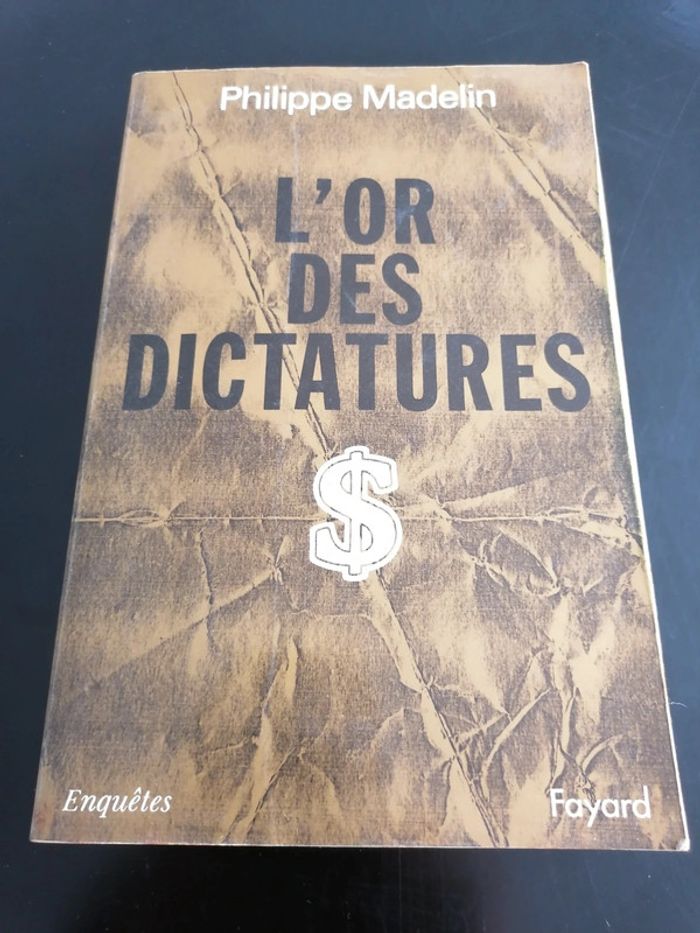 Philippe Madelin
L'OR
DES
DICTATURES
$
Enquêtes
Fayard